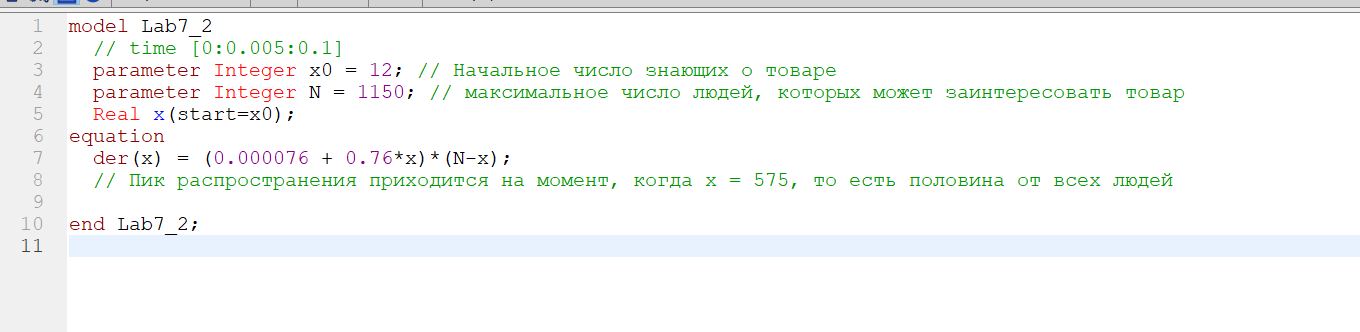 1 model Lab7_2
2 // time [0:0.005:0.1]
3 parameter Integer x0 = 12; // Начальное число знающих о товаре
4 parameter Integer N = 1150; // максимальное число людей, которых может заинтересовать товар
5 Real x(start=x0);
6 equation
7 der(x) = (0.000076 + 0.76*x)*(N-x);
8 // Пик распространения приходится на момент, когда x = 575, то есть половина от всех людей
9
10 end Lab7_2;
11